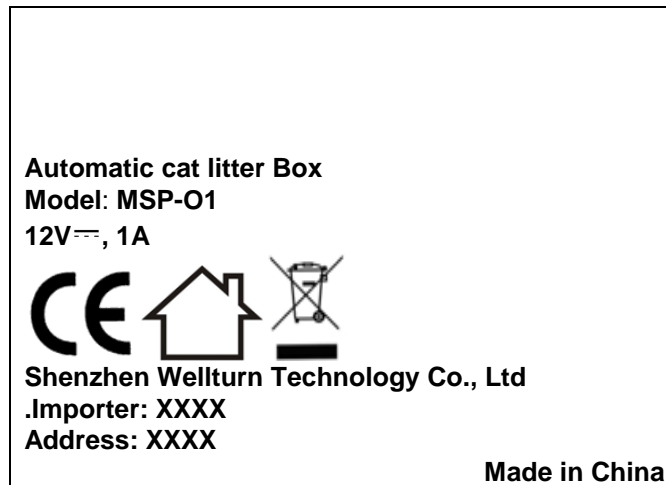 Automatic cat litter Box
Model: MSP-O1
12V⎓, 1A
CE
Shenzhen Wellturn Technology Co., Ltd
.Importer: XXXX
Address: XXXX
Made in China